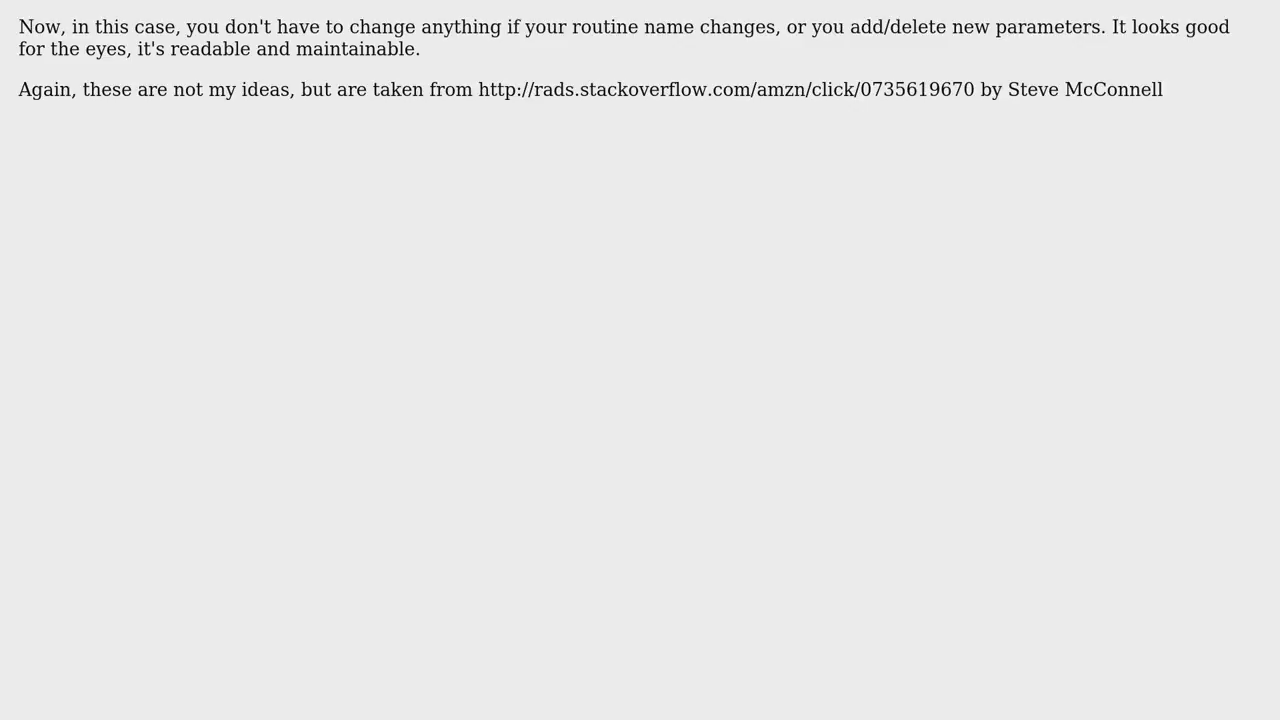 Now, in this case, you don't have to change anything if your routine name changes, or you add/delete new parameters. It looks good
for the eyes, it's readable and maintainable.
Again, these are not my ideas, but are taken from http://rads.stackoverflow.com/amzn/click/0735619670 by Steve McConnell